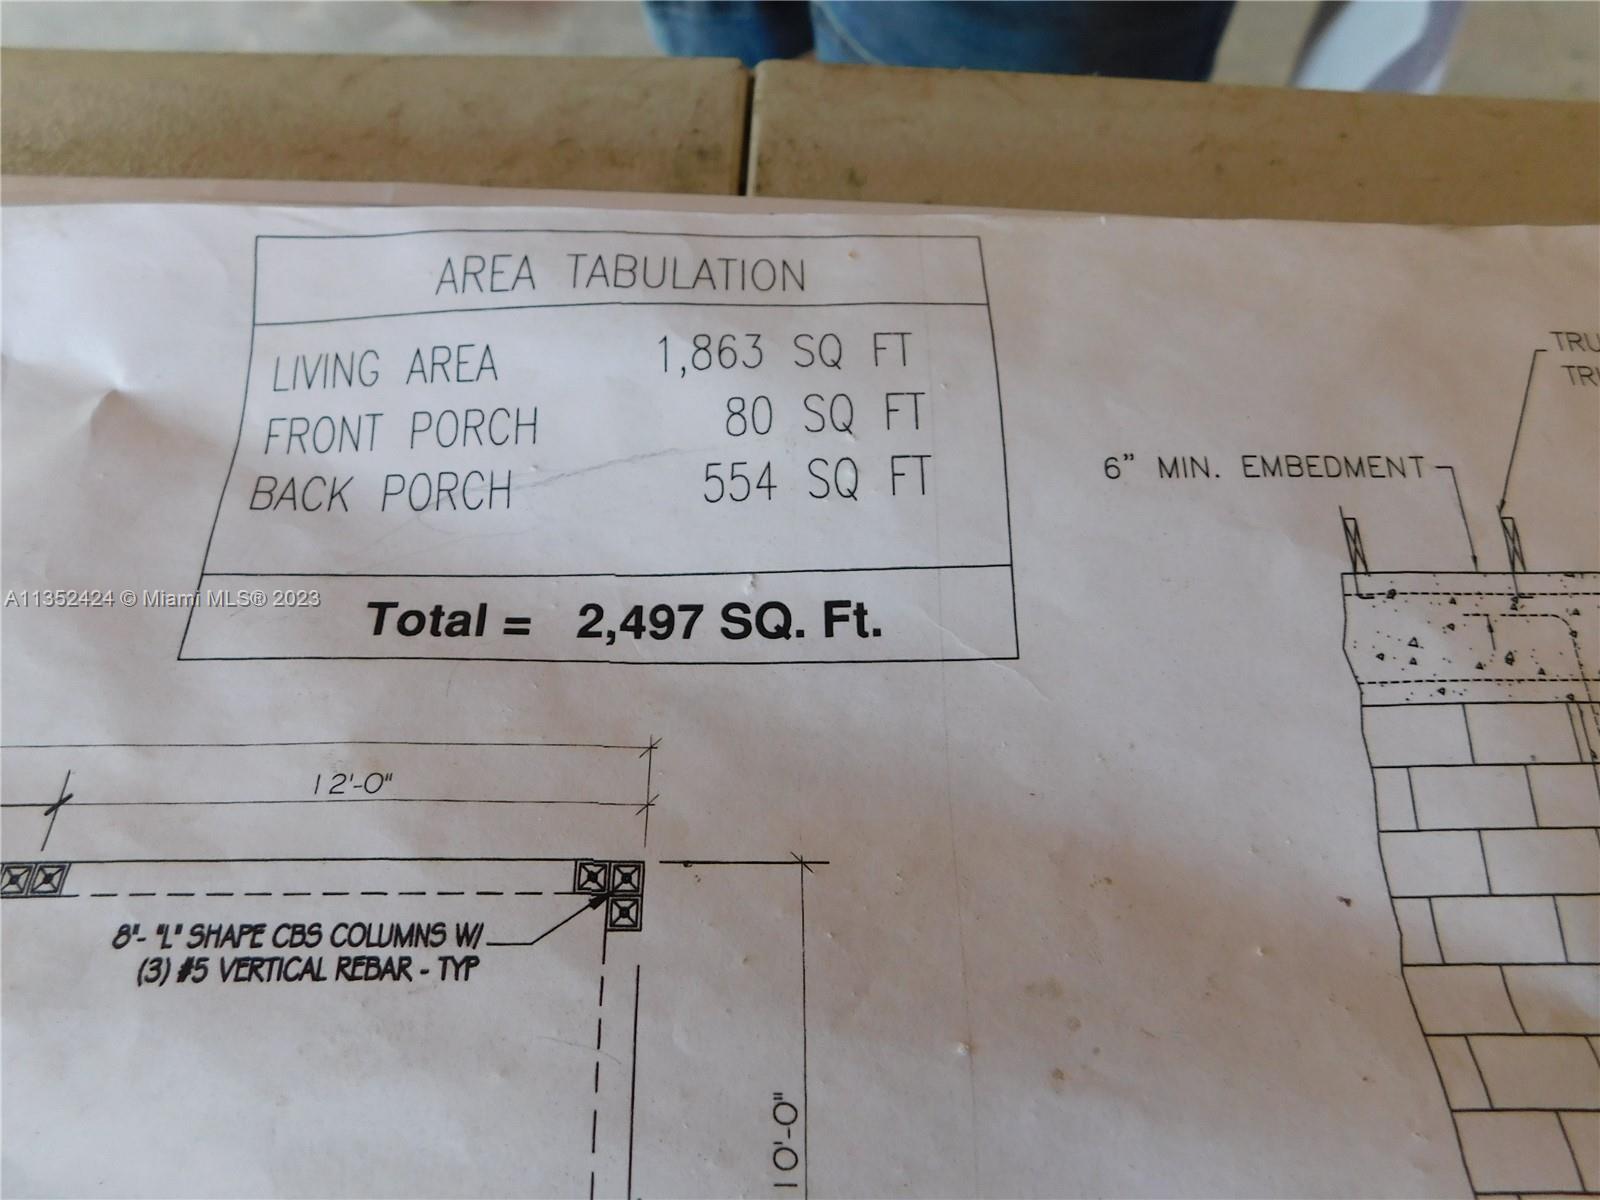 AREA TABULATION
LIVING AREA 1,863 SQ FT
FRONT PORCH 80 SQ FT
BACK PORCH 554 SQ FT
Total = 2,497 SQ. Ft.
A11352424 © Miami MLS® 2023
6" MIN. EMBEDMENT
12'-0"
8"- "L" SHAPE CBS COLUMNS W/
(3) #5 VERTICAL REBAR - TYP
10'-0"